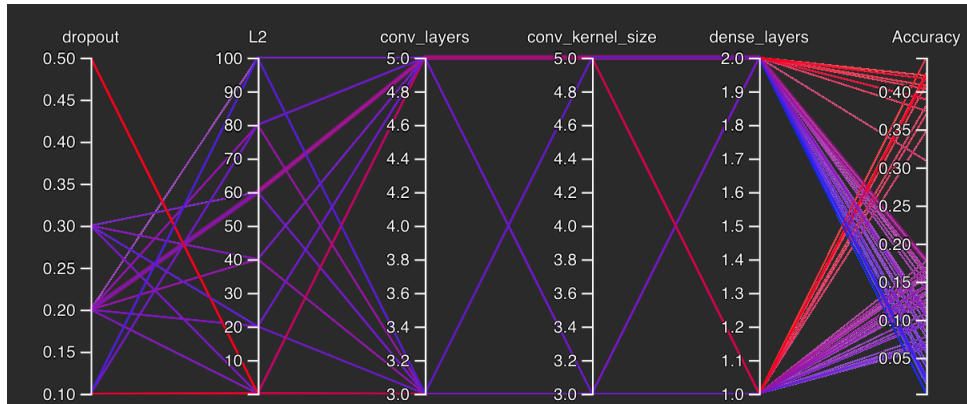 dropout L2 conv_layers conv_kernel_size dense_layers Accuracy
0.50 100 5.0 5.0 2.0
0.45 90 4.8 4.8 1.9 0.40
0.40 80 4.6 4.6 1.8 0.35
0.35 70 4.4 4.4 1.7 0.30
0.30 60 4.2 4.2 1.6 0.25
0.30 50 4.0 4.0 1.5 0.20
0.25 40 3.8 3.8 1.4 0.15
0.20 30 3.6 3.6 1.3 0.10
0.15 20 3.4 3.4 1.2 0.05
10 3.2 3.2 1.1
0.10 3.0 3.0 1.0